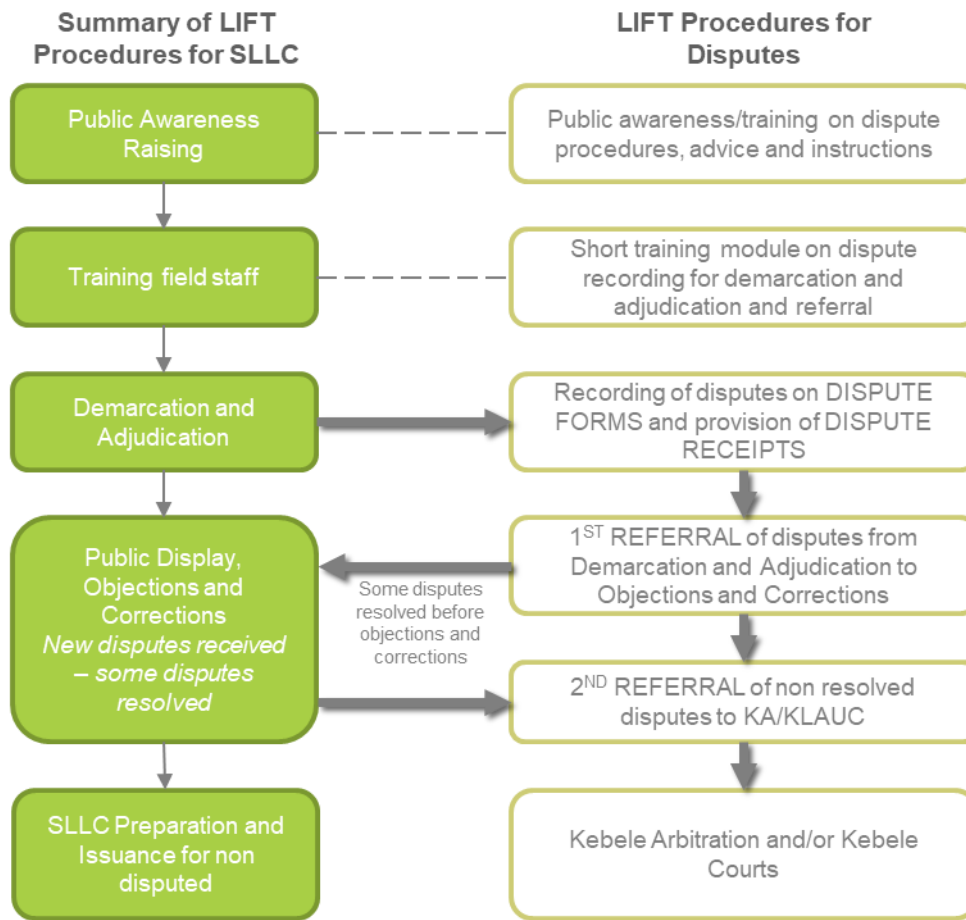 Summary of LIFT
Procedures for SLLC
LIFT Procedures for
Disputes
Public Awareness
Raising
Public awareness/training on dispute
procedures, advice and instructions
Training field staff
Short training module on dispute
recording for demarcation and
adjudication and referral
Demarcation and
Adjudication
Recording of disputes on DISPUTE
FORMS and provision of DISPUTE
RECEIPTS
Public Display,
Objections and
Corrections
New disputes received
– some disputes
resolved
Some disputes
resolved before
objections and
corrections
1ST REFERRAL of disputes from
Demarcation and Adjudication to
Objections and Corrections
2ND REFERRAL of non resolved
disputes to KA/KLAUC
SLLC Preparation and
Issuance for non
disputed
Kebele Arbitration and/or Kebele
Courts